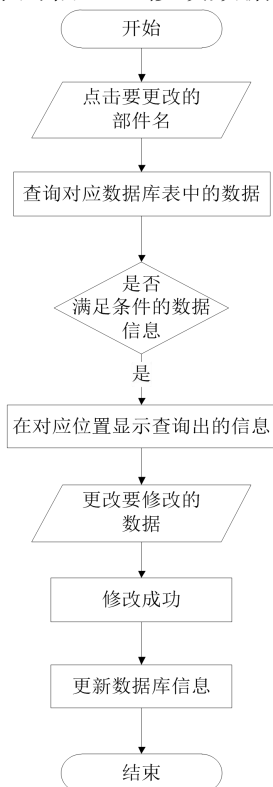 开始
点击要更改的
部件名
查询对应数据库表中的数据
是否
满足条件的数据
信息
是
在对应位置显示查询出的信息
更改要修改的
数据
修改成功
更新数据库信息
结束